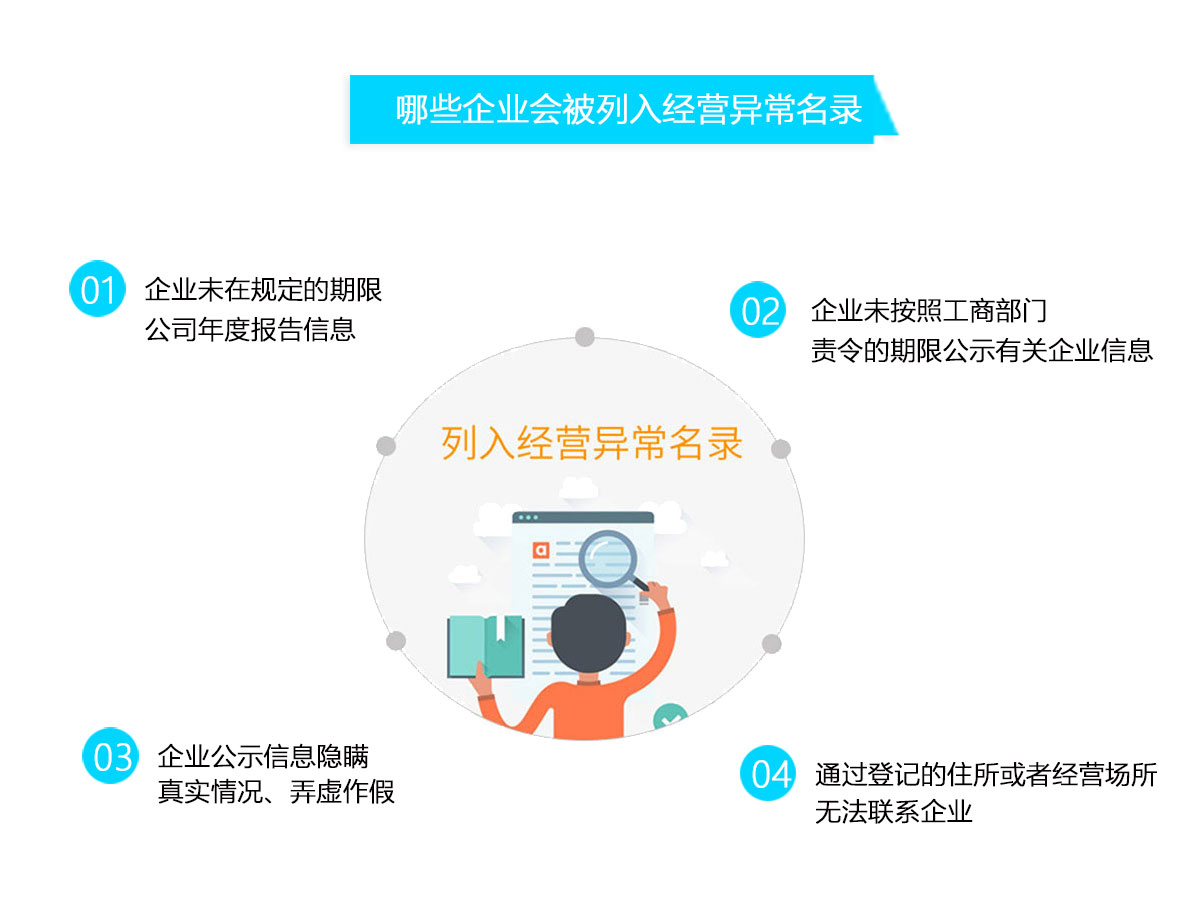 哪些企业会被列入经营异常名录
01
企业未在规定的期限
公司年度报告信息
02
企业未按照工商部门
责令的期限公示有关企业信息
列入经营异常名录
a
03
企业公示信息隐瞒
真实情况、弄虚作假
04
通过登记的住所或者经营场所
无法联系企业